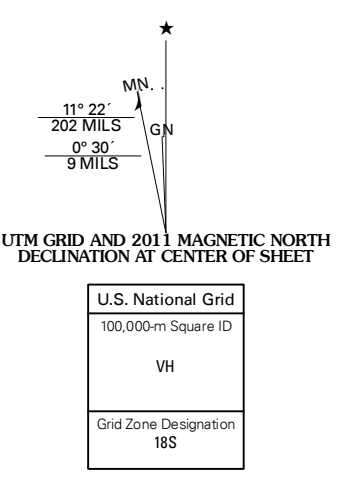 ★
MN
11° 22´
202 MILS
GN
0° 30´
9 MILS
UTM GRID AND 2011 MAGNETIC NORTH
DECLINATION AT CENTER OF SHEET
U.S. National Grid
100,000-m Square ID
VH
Grid Zone Designation
18S